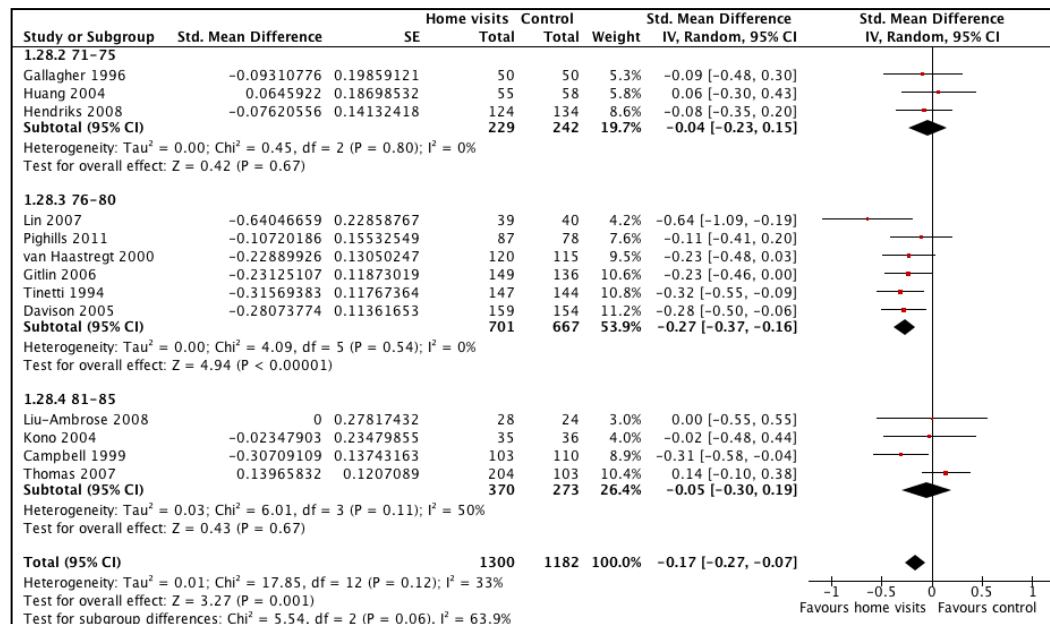 Home visits Control Std. Mean Difference Std. Mean Difference
Study or Subgroup Std. Mean Difference SE Total Total Weight IV, Random, 95% CI IV, Random, 95% CI
1.28.2 71-75
Gallagher 1996 -0.09310776 0.19859121 50 50 5.3% -0.09 [-0.48, 0.30]
Huang 2004 0.0645922 0.18698532 55 58 5.8% 0.06 [-0.30, 0.43]
Hendriks 2008 -0.07620556 0.14132418 124 134 8.6% -0.08 [-0.35, 0.20]
Subtotal (95% CI) 229 242 19.7% -0.04 [-0.23, 0.15]
Heterogeneity: Tau² = 0.00; Chi² = 0.45, df = 2 (P = 0.80); I² = 0%
Test for overall effect: Z = 0.42 (P = 0.67)
1.28.3 76-80
Lin 2007 -0.64046659 0.22858767 39 40 4.2% -0.64 [-1.09, -0.19]
Pighills 2011 -0.10720186 0.15532549 87 78 7.6% -0.11 [-0.41, 0.20]
van Haastregt 2000 -0.22889926 0.13050247 120 115 9.5% -0.23 [-0.48, 0.03]
Gitlin 2006 -0.23125107 0.11873019 149 136 10.6% -0.23 [-0.46, 0.00]
Tinetti 1994 -0.31569383 0.11767364 147 144 10.8% -0.32 [-0.55, -0.09]
Davison 2005 -0.28073774 0.11361653 159 154 11.2% -0.28 [-0.50, -0.06]
Subtotal (95% CI) 701 667 53.9% -0.27 [-0.37, -0.16]
Heterogeneity: Tau² = 0.00; Chi² = 4.09, df = 5 (P = 0.54); I² = 0%
Test for overall effect: Z = 4.94 (P < 0.00001)
1.28.4 81-85
Liu-Ambrose 2008 0 0.27817432 28 24 3.0% 0.00 [-0.55, 0.55]
Kono 2004 -0.02347903 0.23479855 35 36 4.0% -0.02 [-0.48, 0.44]
Campbell 1999 -0.30709109 0.13743163 103 110 8.9% -0.31 [-0.58, -0.04]
Thomas 2007 0.13965832 0.1207089 204 103 10.4% 0.14 [-0.10, 0.38]
Subtotal (95% CI) 370 273 26.4% -0.05 [-0.30, 0.19]
Heterogeneity: Tau² = 0.03; Chi² = 6.01, df = 3 (P = 0.11); I² = 50%
Test for overall effect: Z = 0.43 (P = 0.67)
Total (95% CI) 1300 1182 100.0% -0.17 [-0.27, -0.07]
Heterogeneity: Tau² = 0.01; Chi² = 17.85, df = 12 (P = 0.12); I² = 33%
Test for overall effect: Z = 3.27 (P = 0.001)
Test for subgroup differences: Chi² = 5.54, df = 2 (P = 0.06), I² = 63.9%
-1 -0.5 0 0.5 1
Favours home visits Favours control